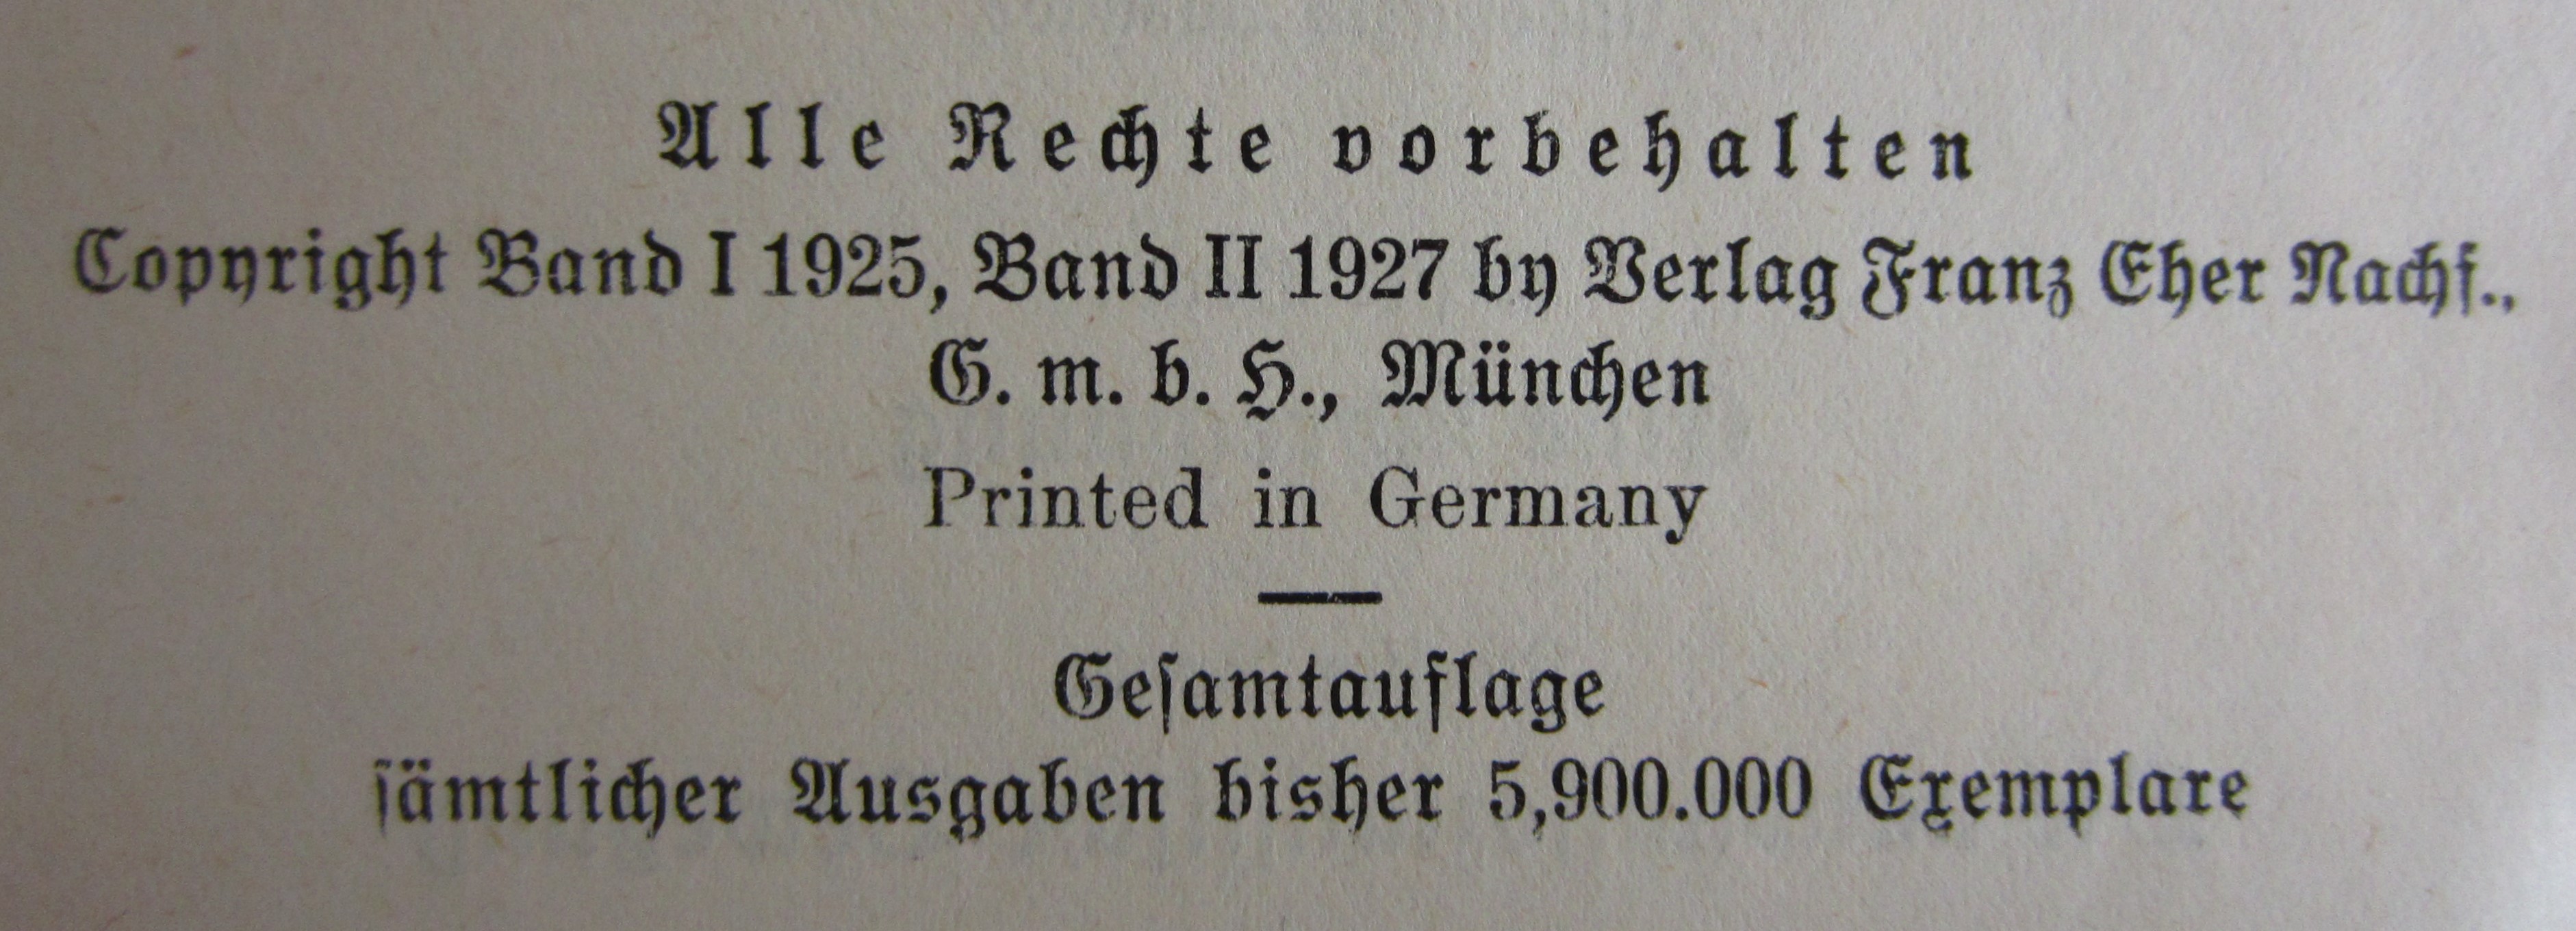 Alle Rechte vorbehalten
Copyright Band I 1925, Band II 1927 by Verlag Franz Eher Nachf.,
G. m. b. H., München
Printed in Germany
Geſamtauflage
ſämtlicher Ausgaben bisher 5,900.000 Exemplare